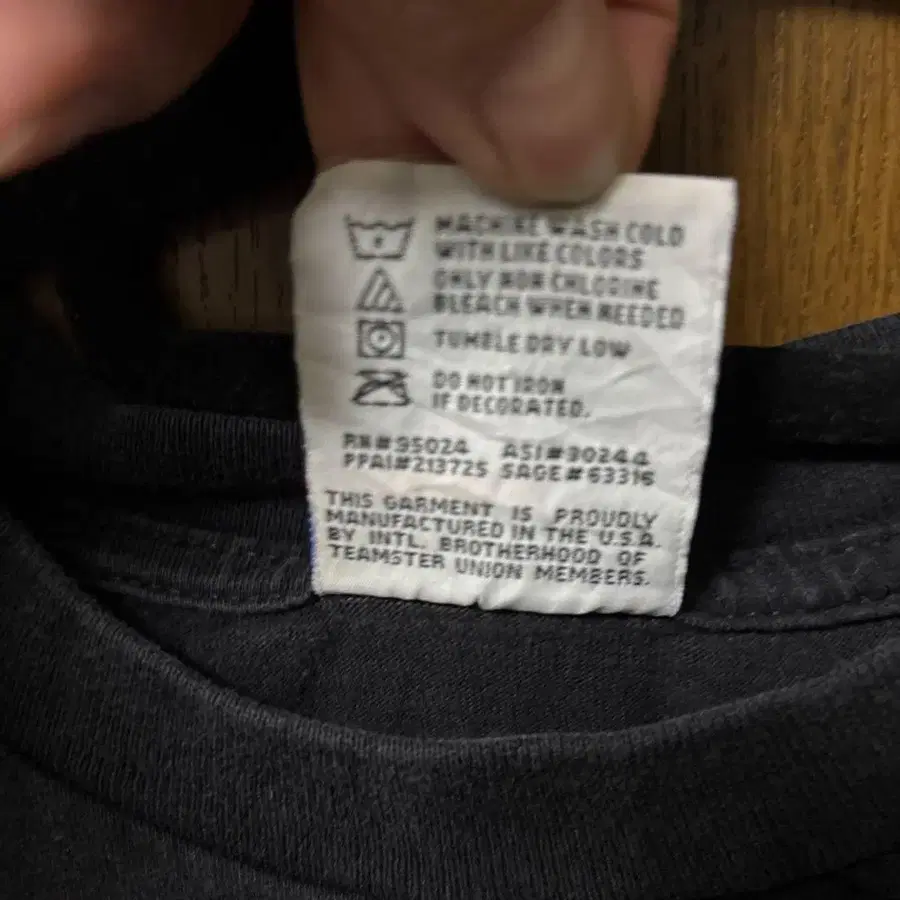 MACHINE WASH COLD
WITH LIKE COLORS
ONLY NON CHLORINE
BLEACH WHEN NEEDED
TUMBLE DRY LOW
DO NOT IRON
IF DECORATED.
RN#95024 ASI#30244
PPAI#213725 SAGE#63316
THIS GARMENT IS PROUDLY
MANUFACTURED IN THE U.S.A.
BY INTL. BROTHERHOOD OF
TEAMSTER UNION MEMBERS.